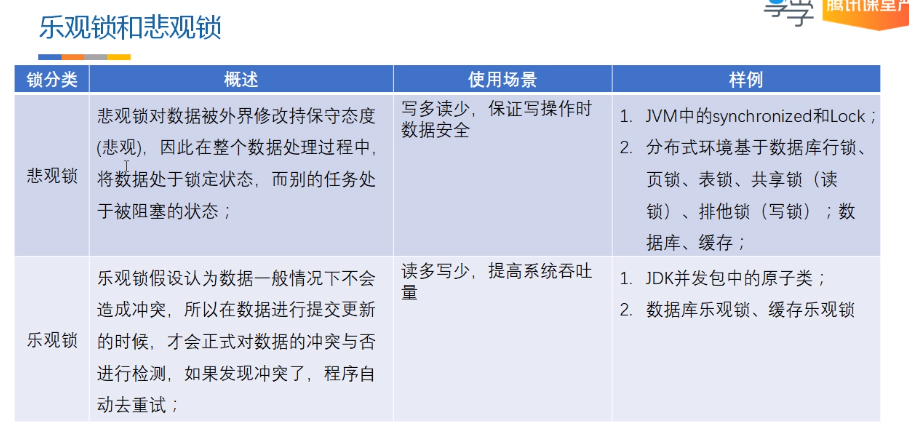 乐观锁和悲观锁
享学
腾讯课堂
锁分类
概述
使用场景
样例
悲观锁
悲观锁对数据被外界修改持保守态度
(悲观)，因此在整个数据处理过程中，
将数据处于锁定状态，而别的任务处
于被阻塞的状态；
写多读少，保证写操作时
数据安全
1. JVM中的synchronized和Lock；
2. 分布式环境基于数据库行锁、
页锁、表锁、共享锁（读
锁）、排他锁（写锁）；数
据库、缓存；
乐观锁
乐观锁假设认为数据一般情况下不会
造成冲突，所以在数据进行提交更新
的时候，才会正式对数据的冲突与否
进行检测，如果发现冲突了，程序自
动去重试；
读多写少，提高系统吞吐
量
1. JDK并发包中的原子类；
2. 数据库乐观锁、缓存乐观锁